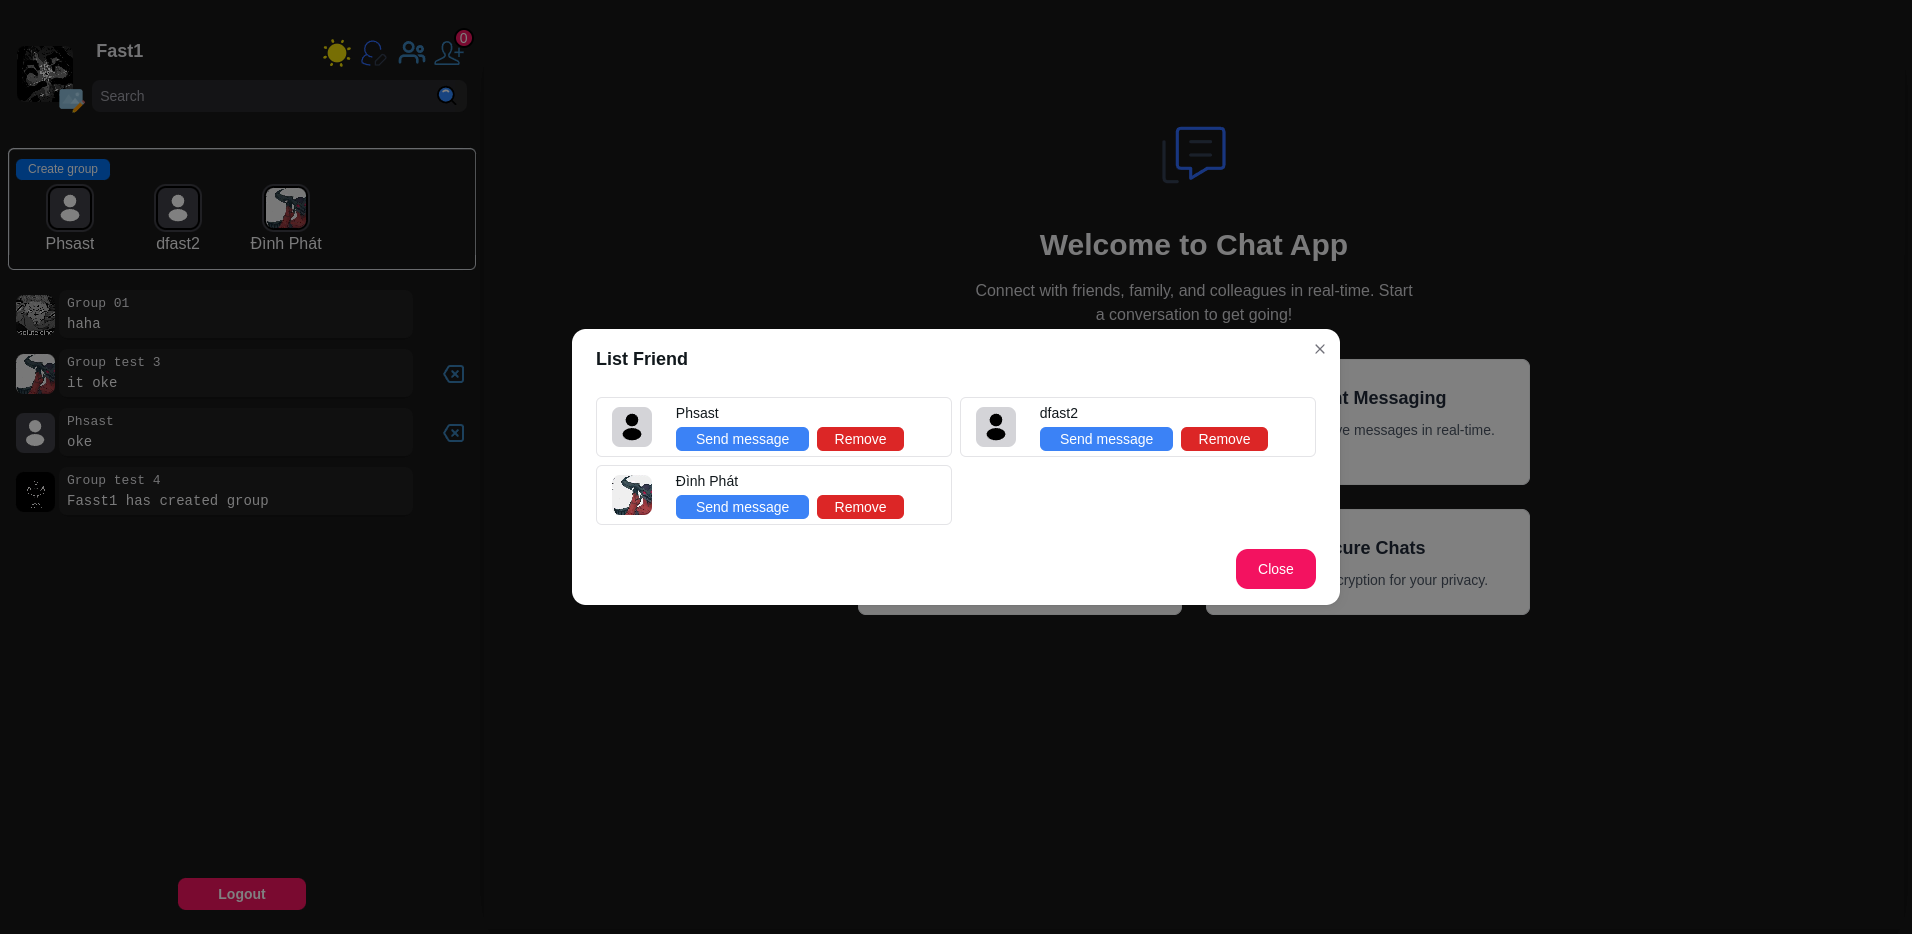 Fast1
0
Search
Create group
Phsast
dfast2
Đình Phát
Group 01
haha
Group test 3
it oke
Phsast
oke
Group test 4
Fasst1 has created group
Logout
Welcome to Chat App
Connect with friends, family, and colleagues in real-time. Start
a conversation to get going!
Messaging
messages in real-time.
Chats
for your privacy.
List Friend
×
Phsast
Send message Remove
dfast2
Send message Remove
Đình Phát
Send message Remove
Close